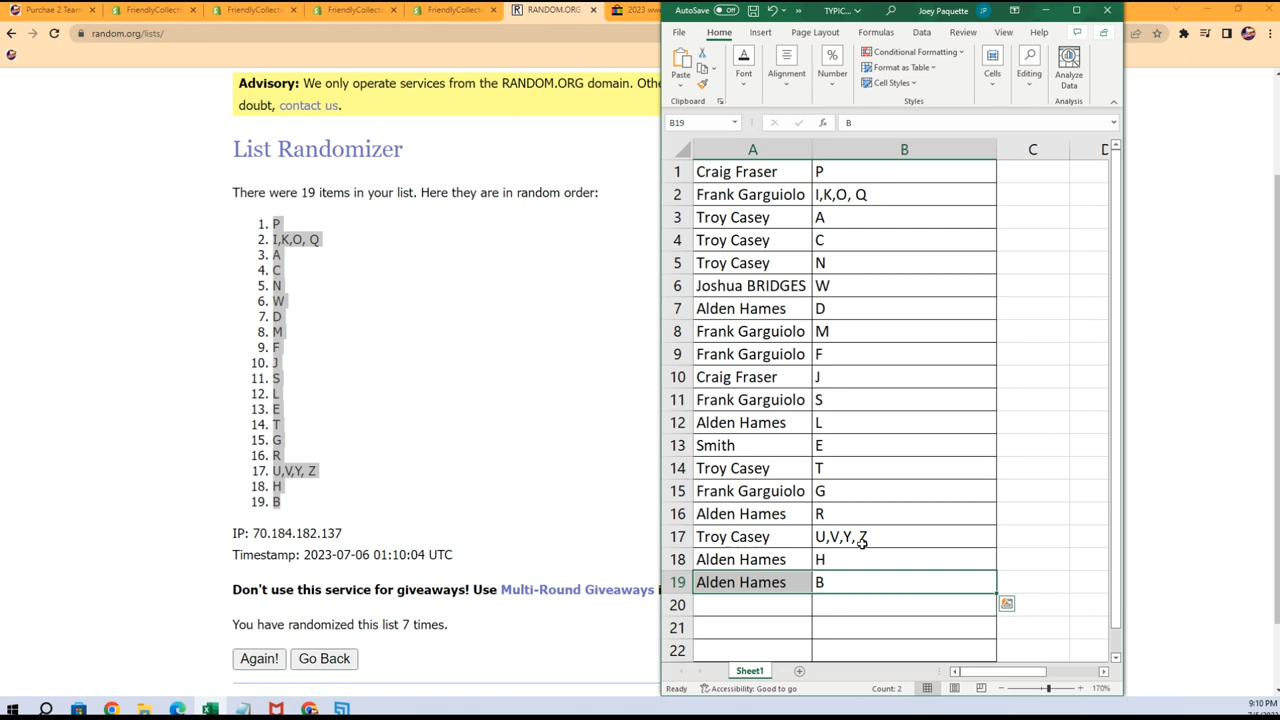 Purchae 2 Team
FriendlyCollect
FriendlyCollect
FriendlyCollect
FriendlyCollect
RANDOM.ORG
random.org/lists/
Advisory: We only operate services from the RANDOM.ORG domain. Othe
doubt, contact us.
List Randomizer
There were 19 items in your list. Here they are in random order:
1. P
2. I,K,O, Q
3. A
4. C
5. N
6. W
7. D
8. M
9. F
10. J
11. S
12. L
13. E
14. T
15. G
16. R
17. U,V,Y, Z
18. H
19. B
IP: 70.184.182.137
Timestamp: 2023-07-06 01:10:04 UTC
Don't use this service for giveaways! Use Multi-Round Giveaways i
You have randomized this list 7 times.
Again! Go Back
AutoSave Off TYPIC... Joey Paquette JP
File Home Insert Page Layout Formulas Data Review View Help
Paste Font Alignment Number Conditional Formatting Format as Table Cell Styles Cells Editing Analyze Data
Clipboard Styles Analysis
B19 fx B
A B C D
1 Craig Fraser P
2 Frank Garguiolo I,K,O, Q
3 Troy Casey A
4 Troy Casey C
5 Troy Casey N
6 Joshua BRIDGES W
7 Alden Hames D
8 Frank Garguiolo M
9 Frank Garguiolo F
10 Craig Fraser J
11 Frank Garguiolo S
12 Alden Hames L
13 Smith E
14 Troy Casey T
15 Frank Garguiolo G
16 Alden Hames R
17 Troy Casey U,V,Y, Z
18 Alden Hames H
19 Alden Hames B
20
21
22
Sheet1
Ready Accessibility: Good to go Count: 2 170%
9:10 PM